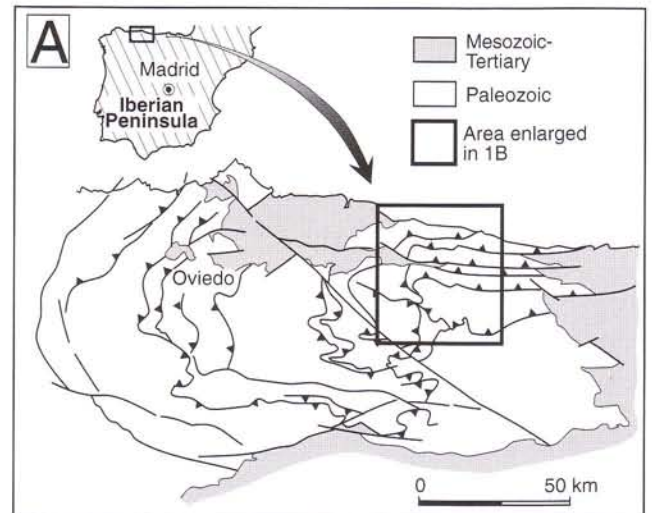 A
Madrid
Iberian
Peninsula
Mesozoic-
Tertiary
Paleozoic
Area enlarged
in 1B
Oviedo
0 50 km